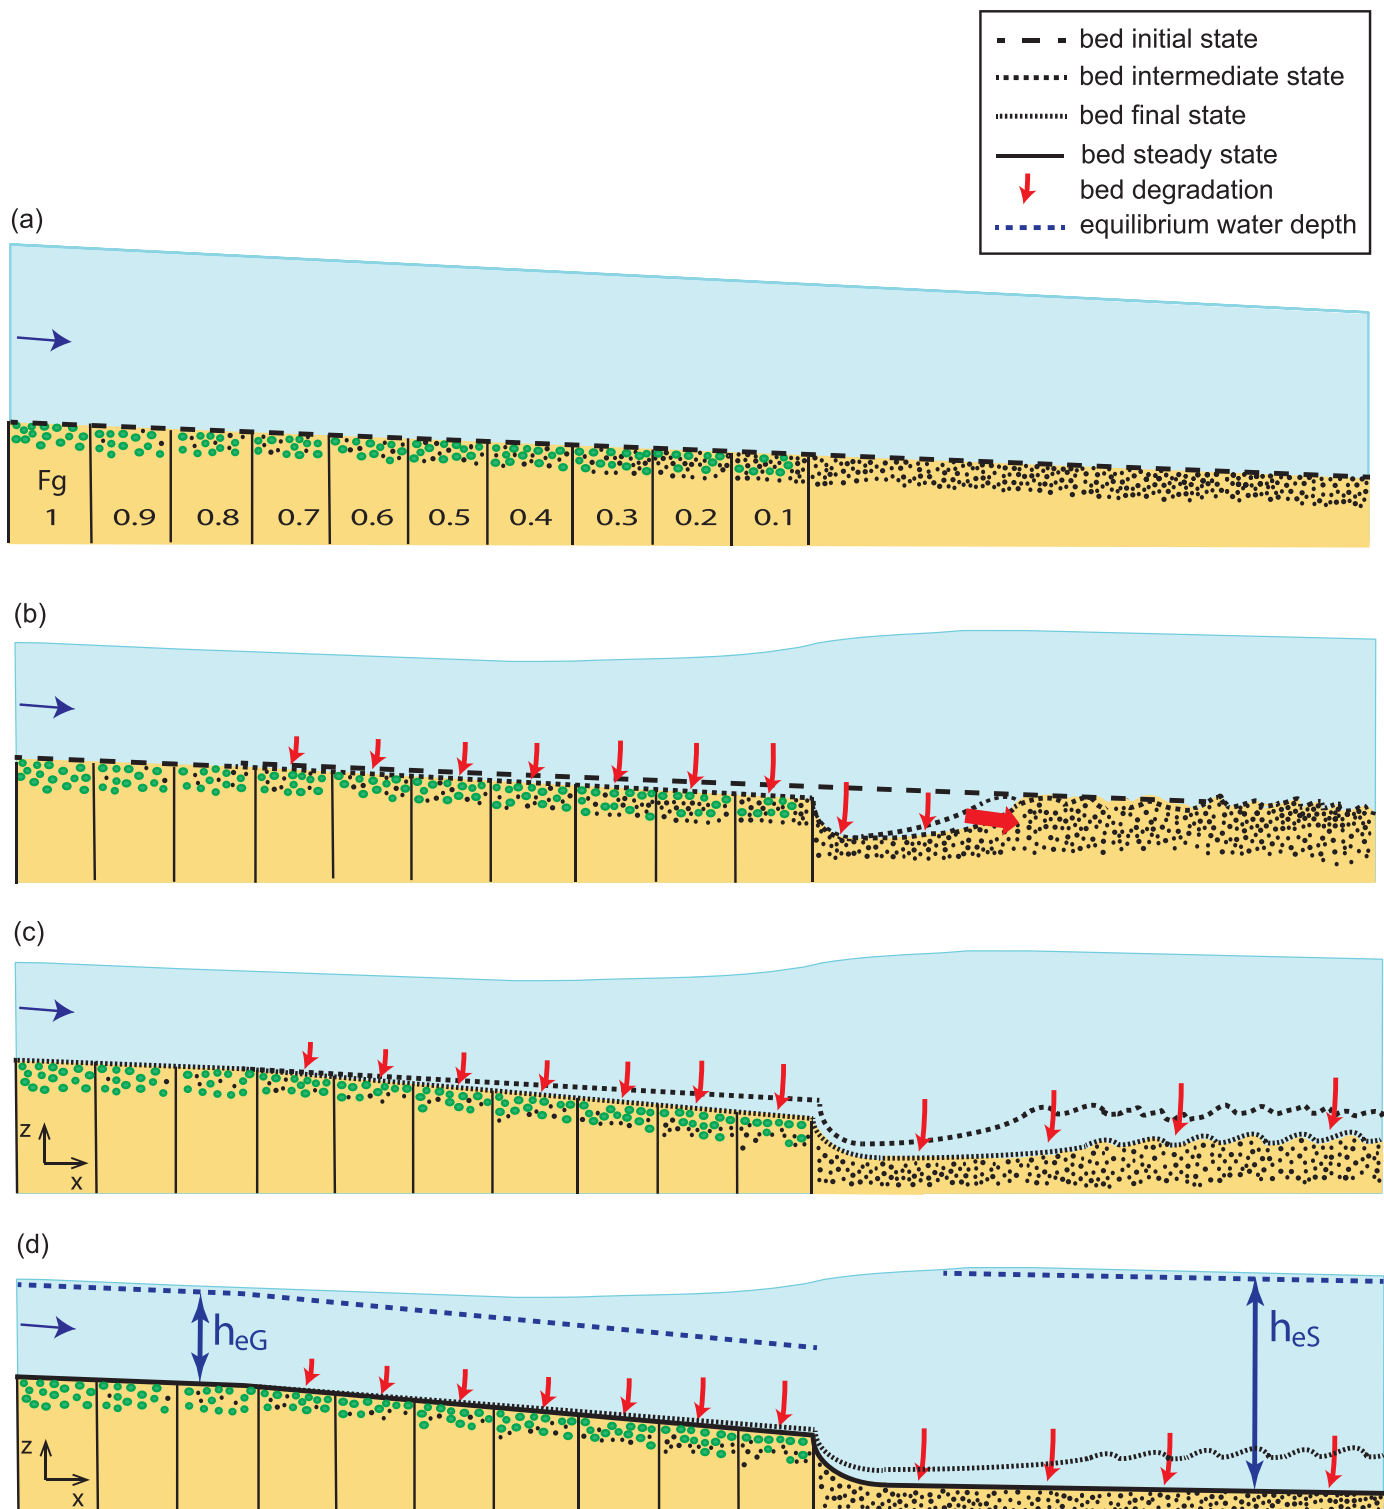 bed initial state
bed intermediate state
bed final state
bed steady state
bed degradation
equilibrium water depth
(a)
Fg
1 0.9 0.8 0.7 0.6 0.5 0.4 0.3 0.2 0.1
(b)
(c)
z
x
(d)
heG
heS
z
x